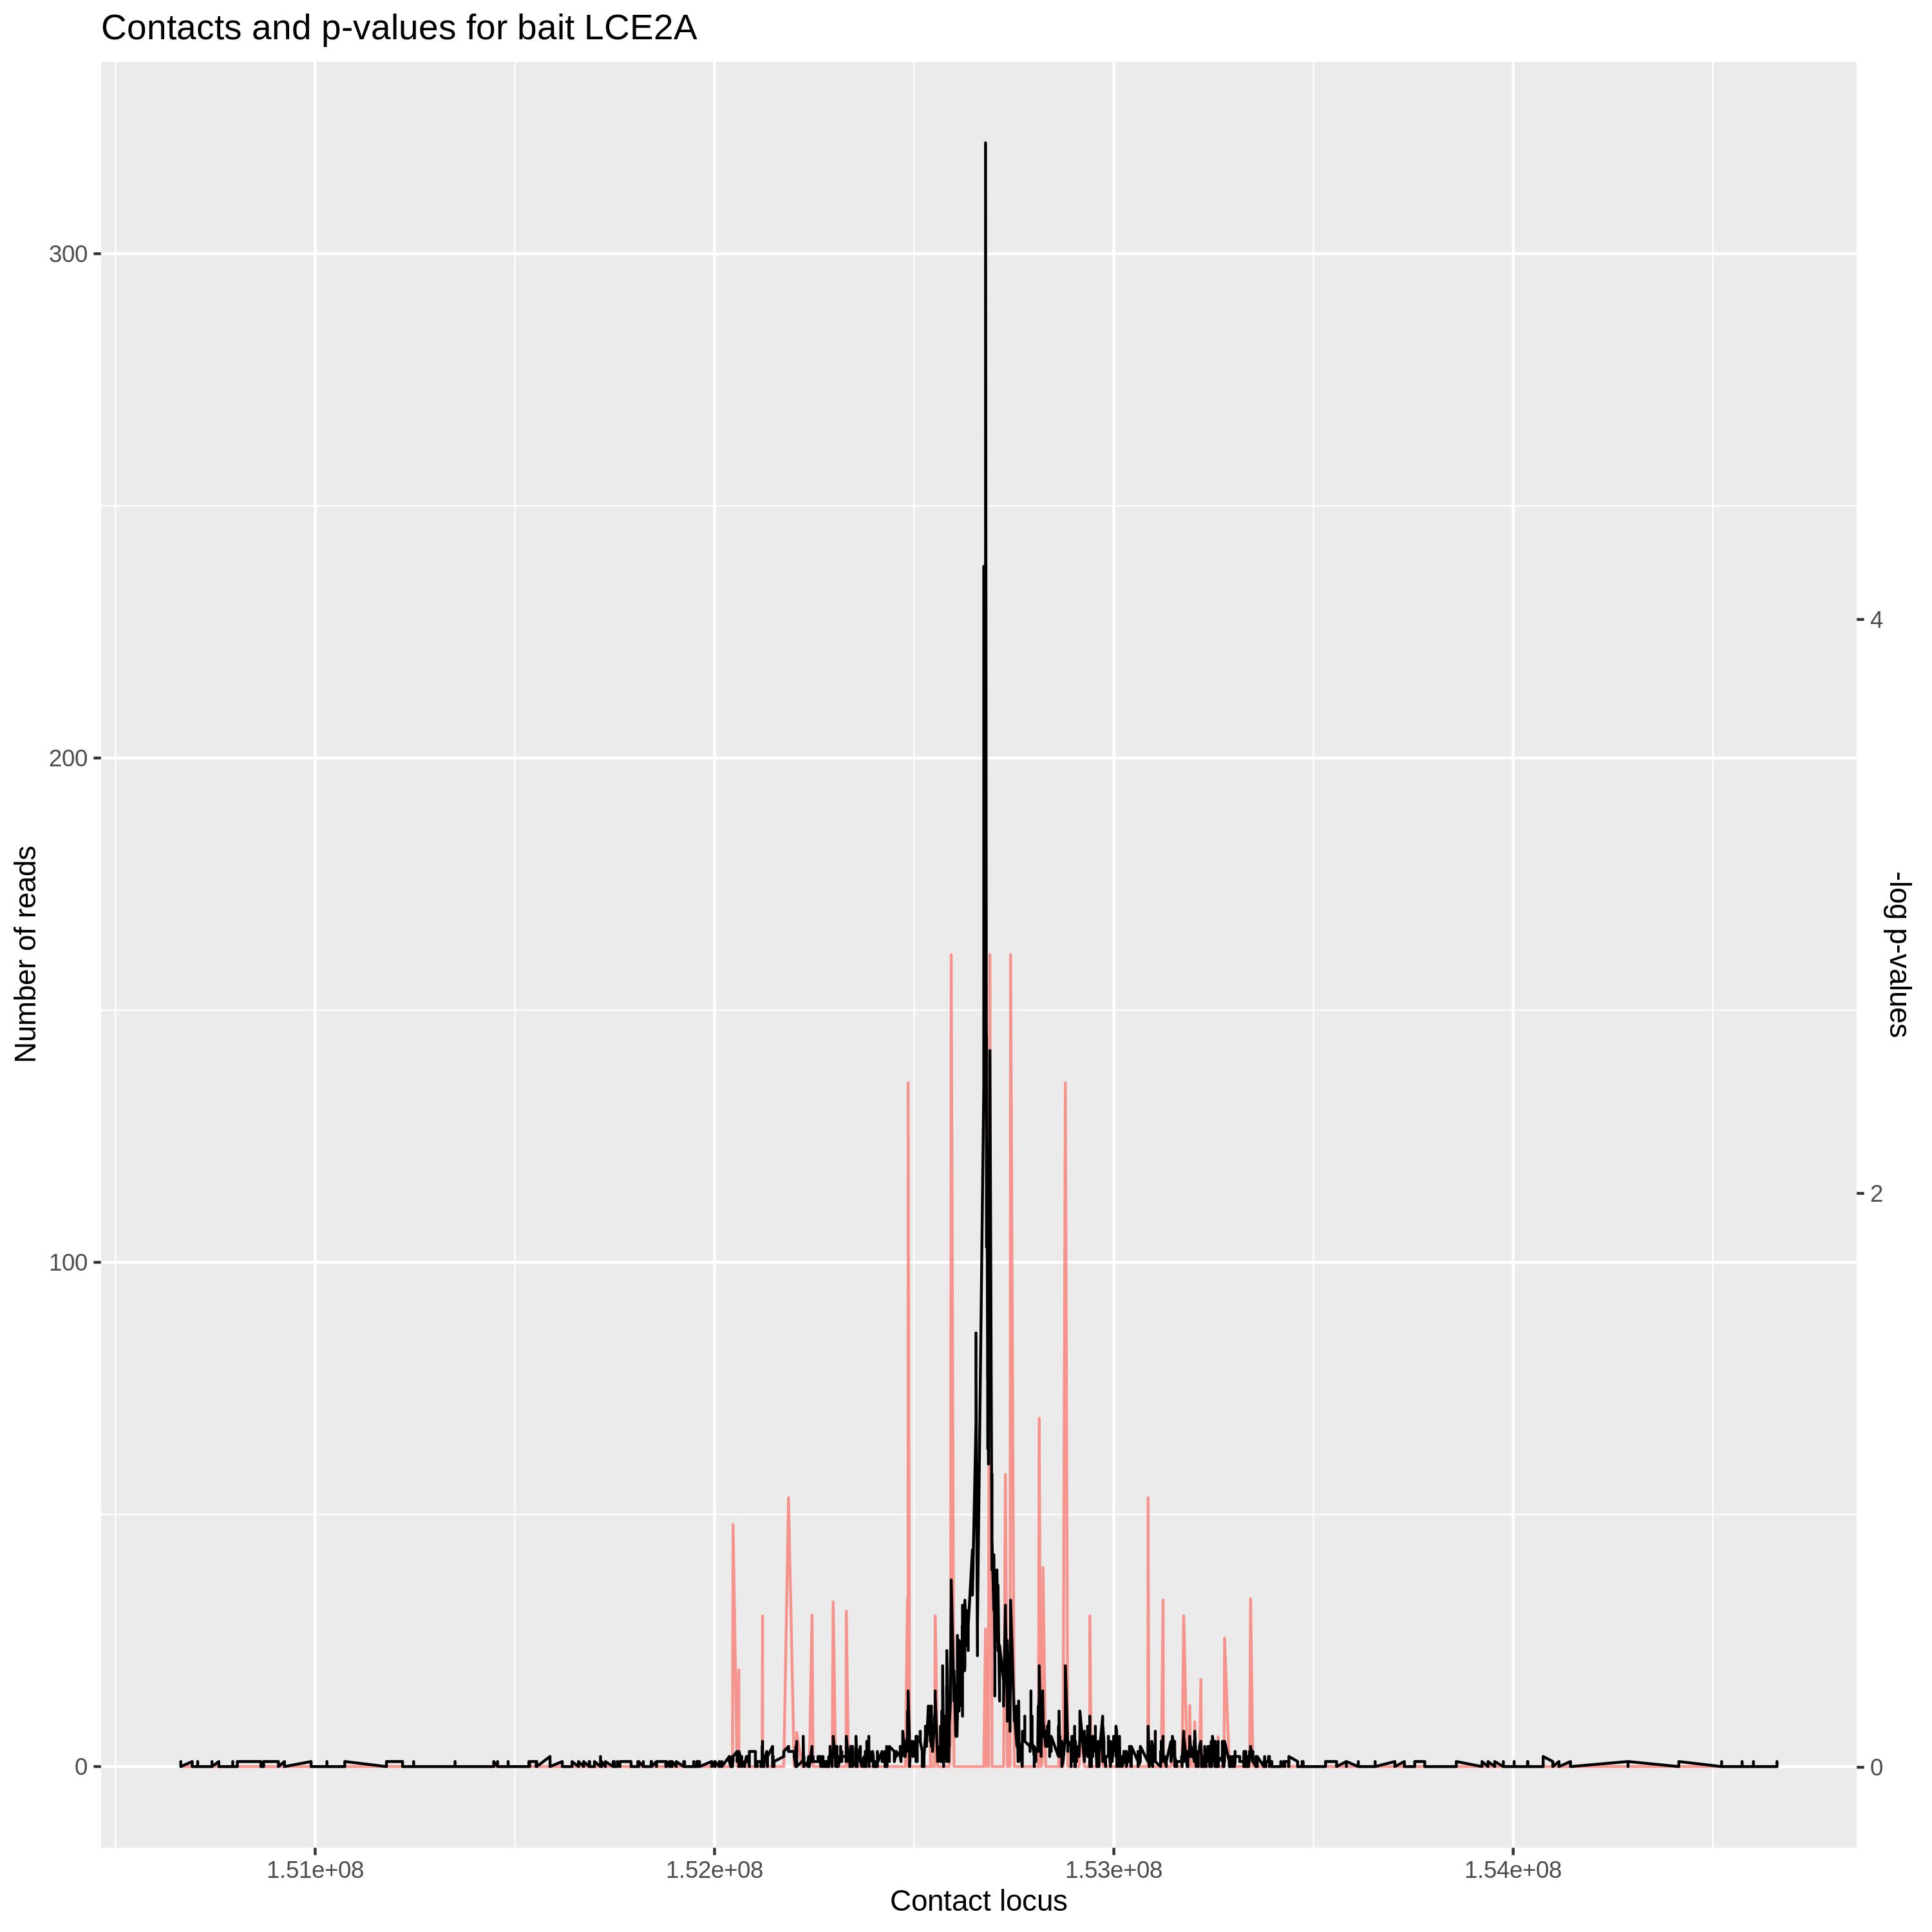 Contacts and p-values for bait LCE2A
300
200
100
0
Number of reads
4
2
0
-log p-values
1.51e+08 1.52e+08 1.53e+08 1.54e+08
Contact locus